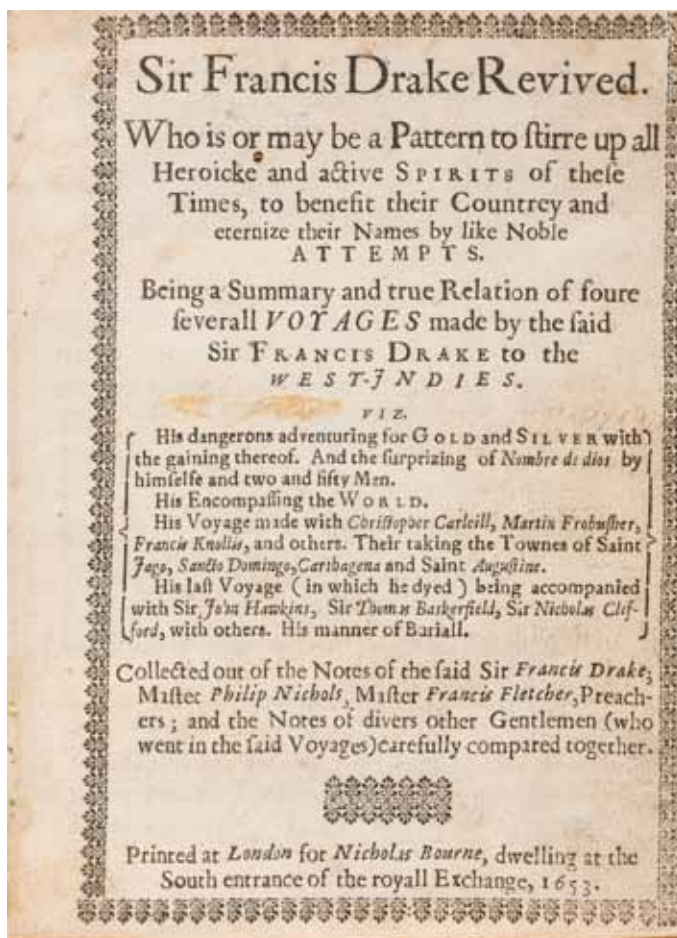 Sir Francis Drake Revived.
Who is or may be a Pattern to ſtirre up all
Heroicke and active SPIRITS of theſe
Times, to benefit their Countrey and
eternize their Names by like Noble
ATTEMPTS.
Being a Summary and true Relation of foure
ſeverall VOYAGES made by the ſaid
Sir FRANCIS DRAKE to the
WEST-JNDIES.
VIZ.
His dangerous adventuring for GOLD and SILVER with
the gaining thereof. And the ſurprizing of Nombre de dios by
himſelfe and two and fifty Men.
His Encompaſſing the WORLD.
His Voyage made with Chriſtopher Carleill, Martin Frobuſher,
Francis Knollis, and others. Their taking the Townes of Saint
Jago, Sancto Domingo, Carthagena and Saint Auguſtine.
His laſt Voyage (in which he dyed) being accompanied
with Sir John Hawkins, Sir Thomas Baskerfield, Sir Nicholas Clif-
ford, with others. His manner of Buriall.
Collected out of the Notes of the ſaid Sir Francis Drake,
Maſter Philip Nichols, Maſter Francis Fletcher, Preach-
ers; and the Notes of divers other Gentlemen (who
went in the ſaid Voyages) carefully compared together.
Printed at London for Nicholas Bourne, dwelling at the
South entrance of the royall Exchange, 1653.